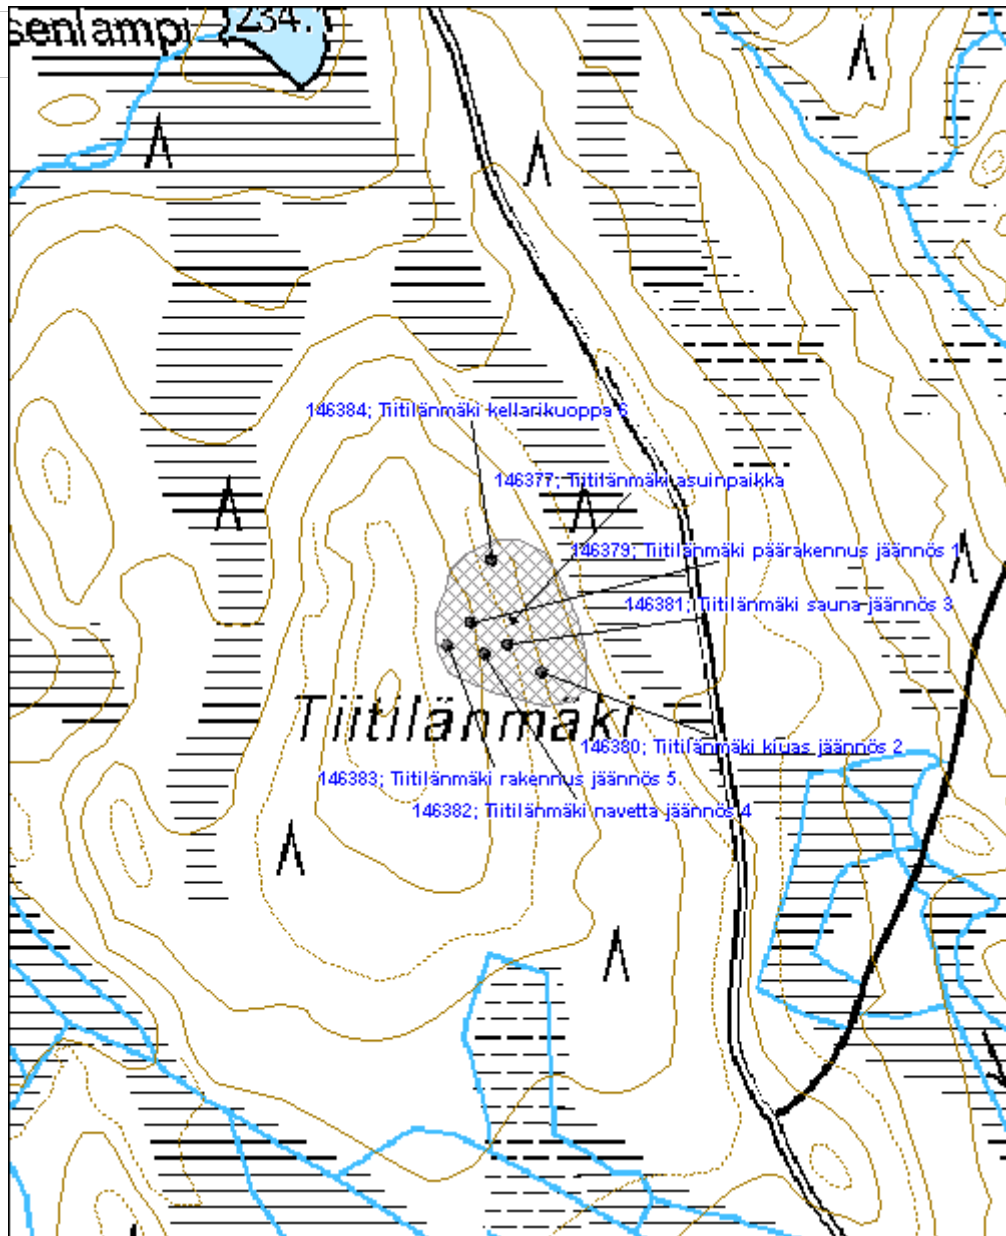 senlampi
234.
146384; Tiitilänmäki kellarikuoppa 6
146377; Tiitilänmäki asuinpaikka
146379; Tiitilänmäki päärakennus jäännös 1
146381; Tiitilänmäki sauna jäännös 3
Tiitilänmäki
146380; Tiitilänmäki kiuas jäännös 2
146383; Tiitilänmäki rakennus jäännös 5
146382; Tiitilänmäki navetta jäännös 4